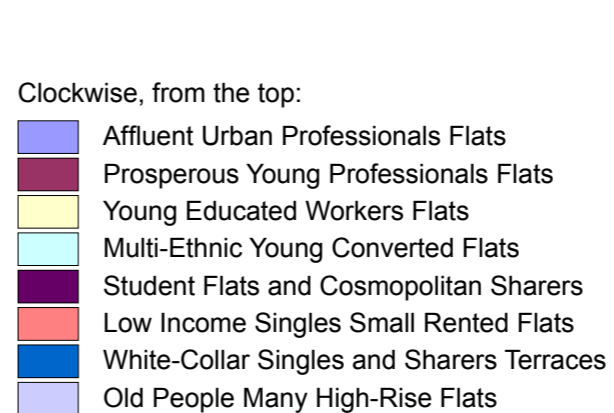 Clockwise, from the top:
Affluent Urban Professionals Flats
Prosperous Young Professionals Flats
Young Educated Workers Flats
Multi-Ethnic Young Converted Flats
Student Flats and Cosmopolitan Sharers
Low Income Singles Small Rented Flats
White-Collar Singles and Sharers Terraces
Old People Many High-Rise Flats